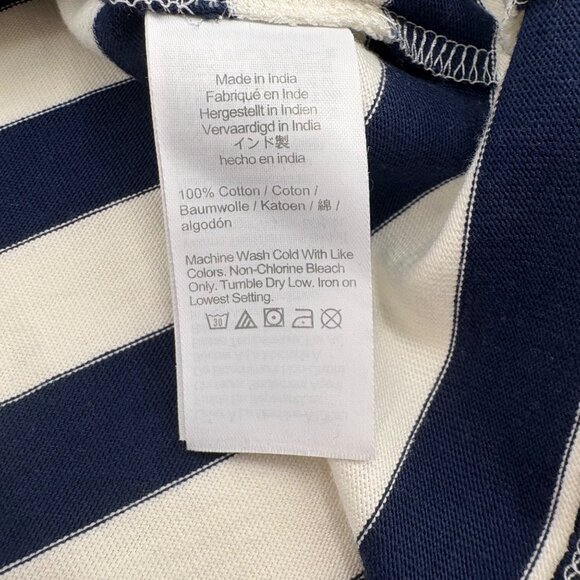 Made in India
Fabriqué en Inde
Hergestellt in Indien
Vervaardigd in India
インド製
hecho en india
100% Cotton / Coton /
Baumwolle / Katoen / 綿 /
algodón
Machine Wash Cold With Like
Colors. Non-Chlorine Bleach
Only. Tumble Dry Low. Iron on
Lowest Setting.
30